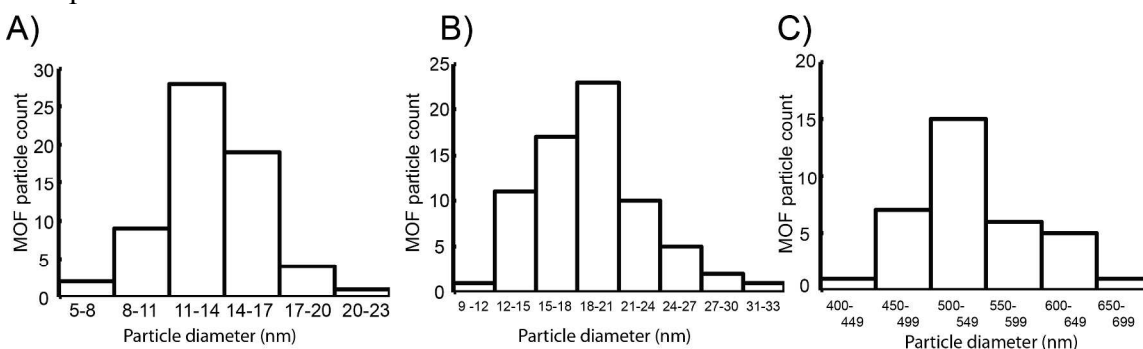 A)
MOF particle count
30
25
20
15
10
5
0
5-8 8-11 11-14 14-17 17-20 20-23
Particle diameter (nm)
B)
MOF particle count
25
20
15
10
5
0
9 -12 12-15 15-18 18-21 21-24 24-27 27-30 31-33
Particle diameter (nm)
C)
MOF particle count
20
15
10
5
0
400- 450- 500- 550- 600- 650-
449 499 549 599 649 699
Particle diameter (nm)